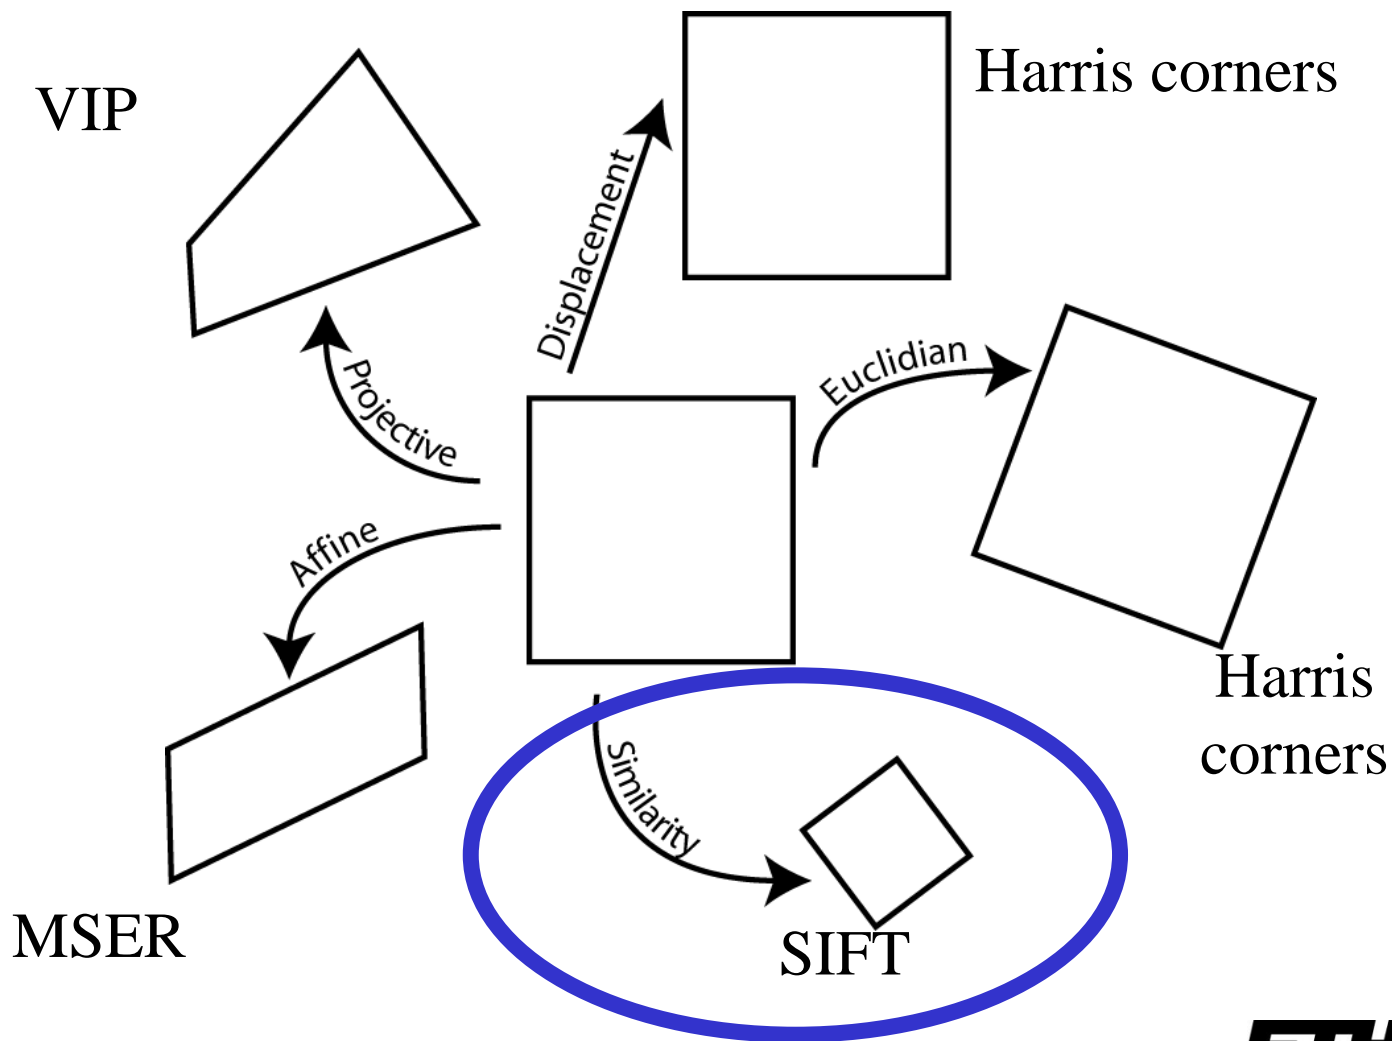 VIP
Harris corners
Displacement
Euclidian
Projective
Affine
Harris
corners
Similarity
MSER
SIFT